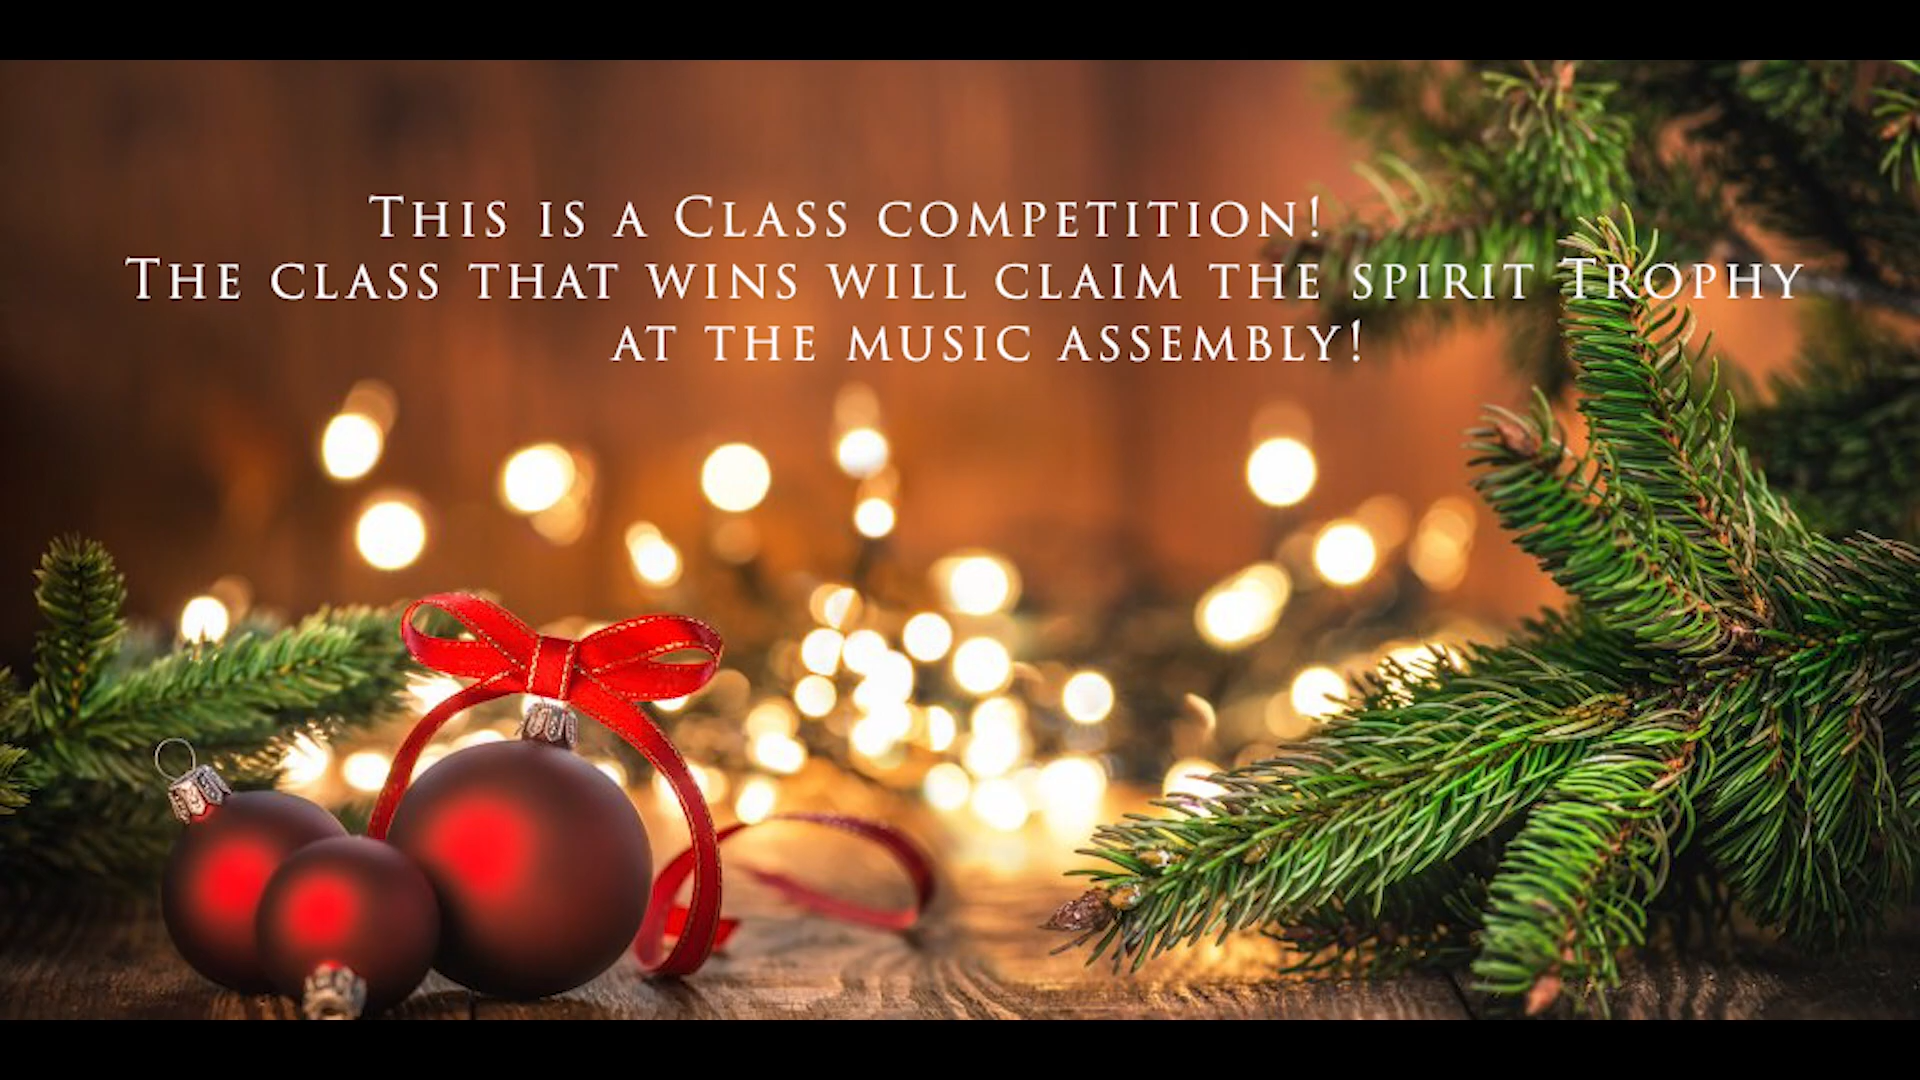 This is a Class competition!
The class that wins will claim the spirit Trophy
at the music assembly!